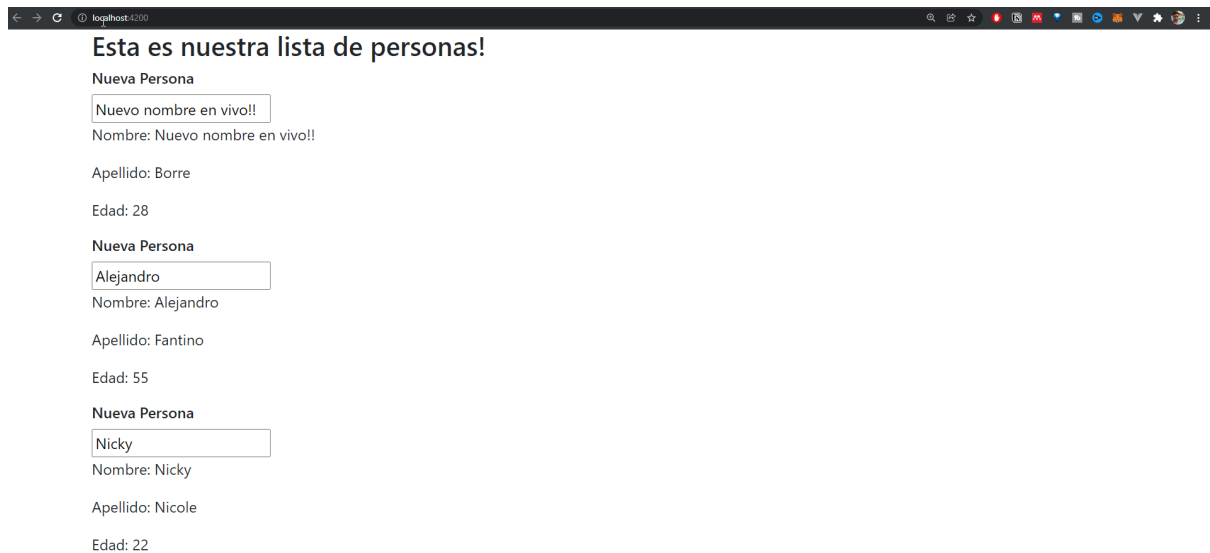 localhost:4200
Esta es nuestra lista de personas!
Nueva Persona
Nuevo nombre en vivo!!
Nombre: Nuevo nombre en vivo!!
Apellido: Borre
Edad: 28
Nueva Persona
Alejandro
Nombre: Alejandro
Apellido: Fantino
Edad: 55
Nueva Persona
Nicky
Nombre: Nicky
Apellido: Nicole
Edad: 22